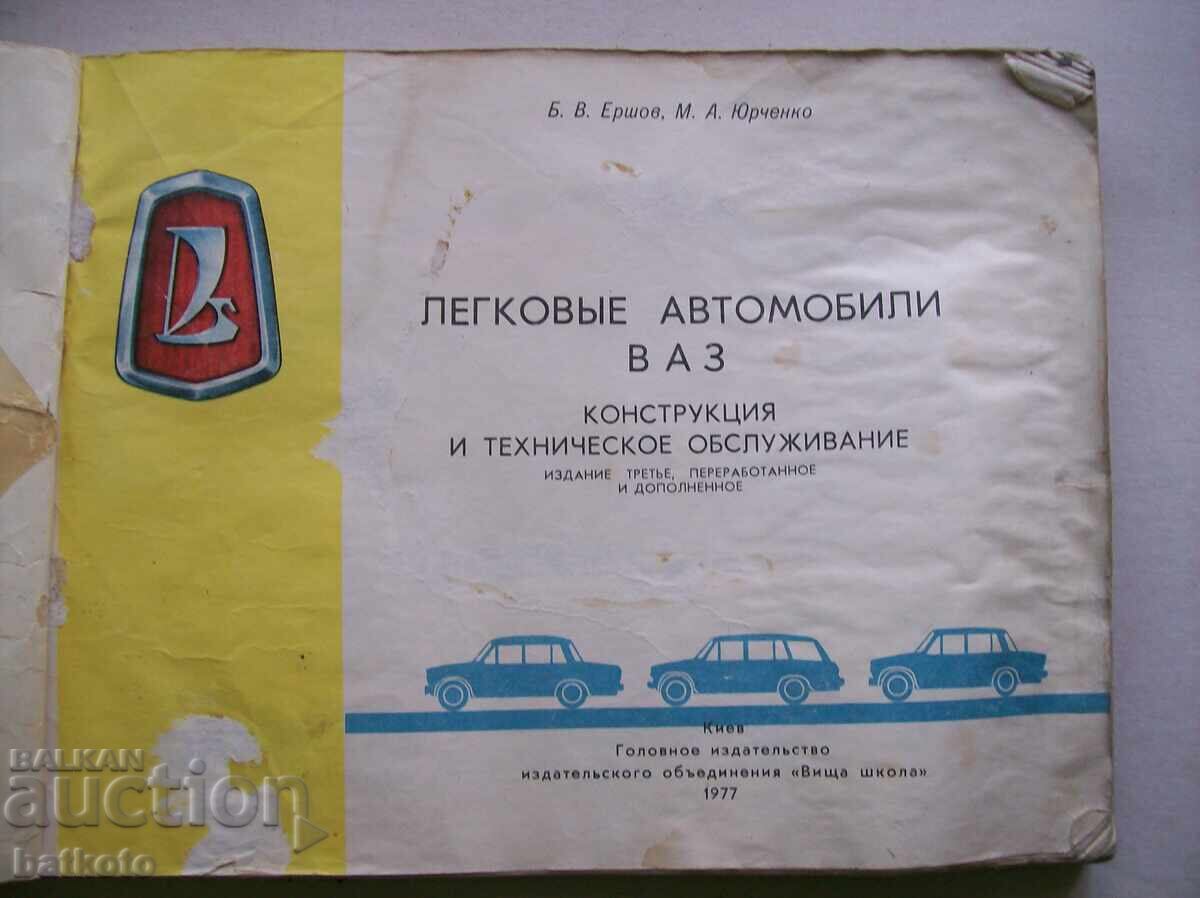 Б. В. Ершов, М. А. Юрченко
ЛЕГКОВЫЕ АВТОМОБИЛИ
ВАЗ
КОНСТРУКЦИЯ
И ТЕХНИЧЕСКОЕ ОБСЛУЖИВАНИЕ
ИЗДАНИЕ ТРЕТЬЕ, ПЕРЕРАБОТАННОЕ
И ДОПОЛНЕННОЕ
Киев
Головное издательство
издательского объединения «Вища школа»
1977
BALKAN
auction
batkoto